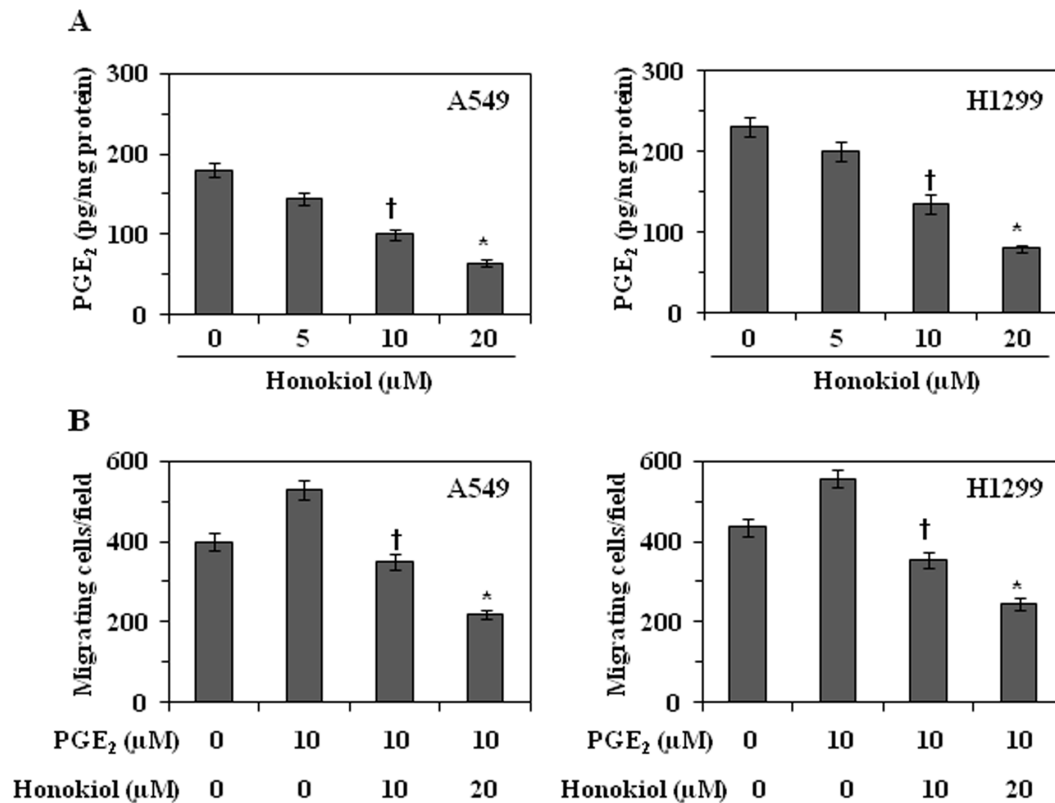 A
PGE₂ (pg/mg protein)
300
200
100
0
A549
†
*
0 5 10 20
Honokiol (µM)
PGE₂ (pg/mg protein)
300
200
100
0
H1299
†
*
0 5 10 20
Honokiol (µM)
B
Migrating cells/field
600
400
200
0
A549
†
*
PGE₂ (µM) 0 10 10 10
Honokiol (µM) 0 0 10 20
Migrating cells/field
600
400
200
0
H1299
†
*
PGE₂ (µM) 0 10 10 10
Honokiol (µM) 0 0 10 20